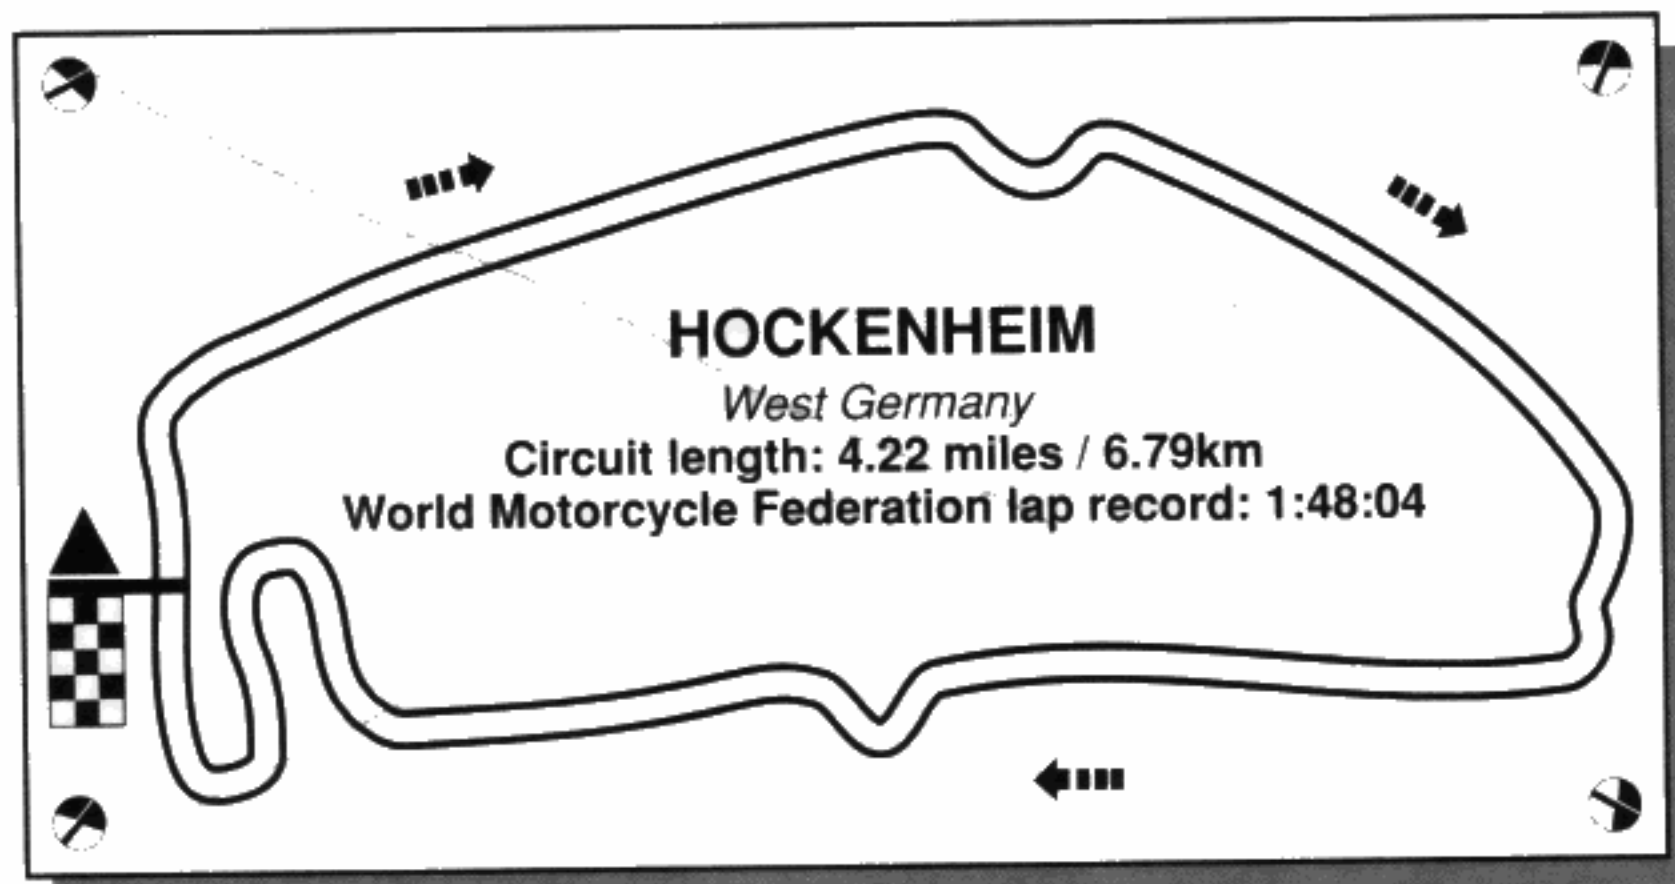 HOCKENHEIM
West Germany
Circuit length: 4.22 miles / 6.79km
World Motorcycle Federation lap record: 1:48:04